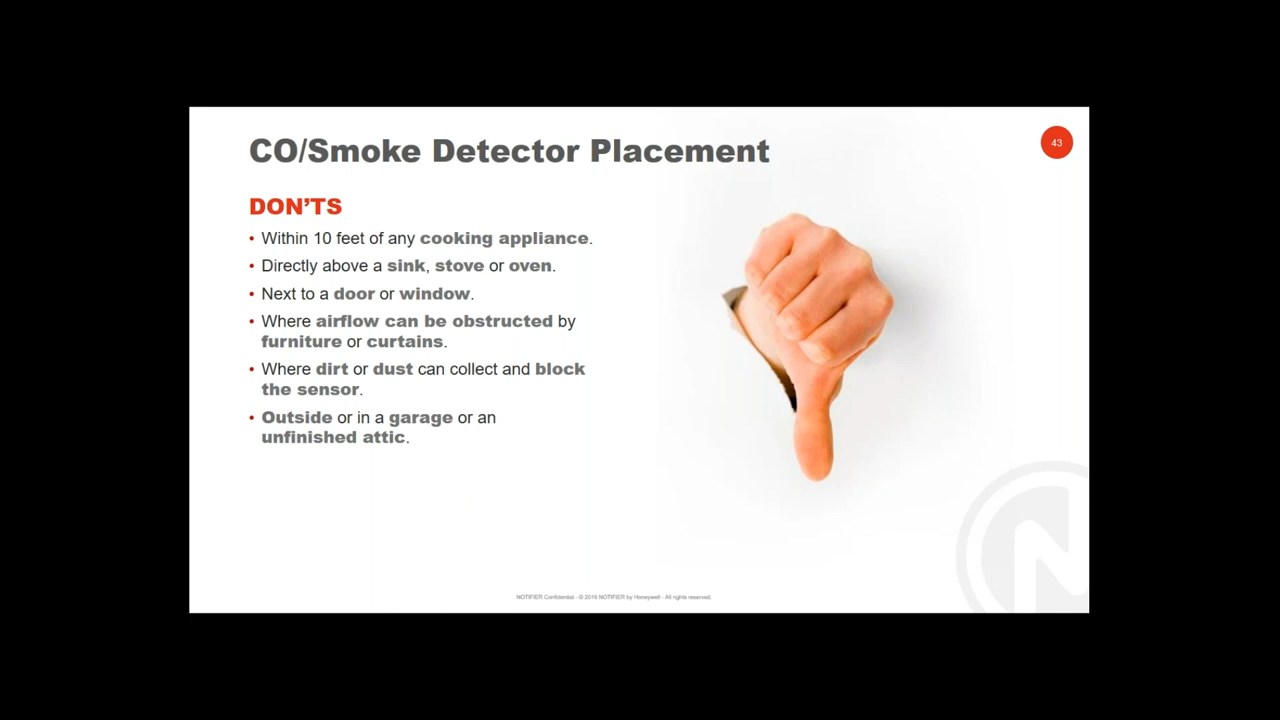 CO/Smoke Detector Placement
43
DON'TS
• Within 10 feet of any cooking appliance.
• Directly above a sink, stove or oven.
• Next to a door or window.
• Where airflow can be obstructed by
furniture or curtains.
• Where dirt or dust can collect and block
the sensor.
• Outside or in a garage or an
unfinished attic.
NOTIFIER Confidential - © 2019 NOTIFIER by Honeywell - All rights reserved.